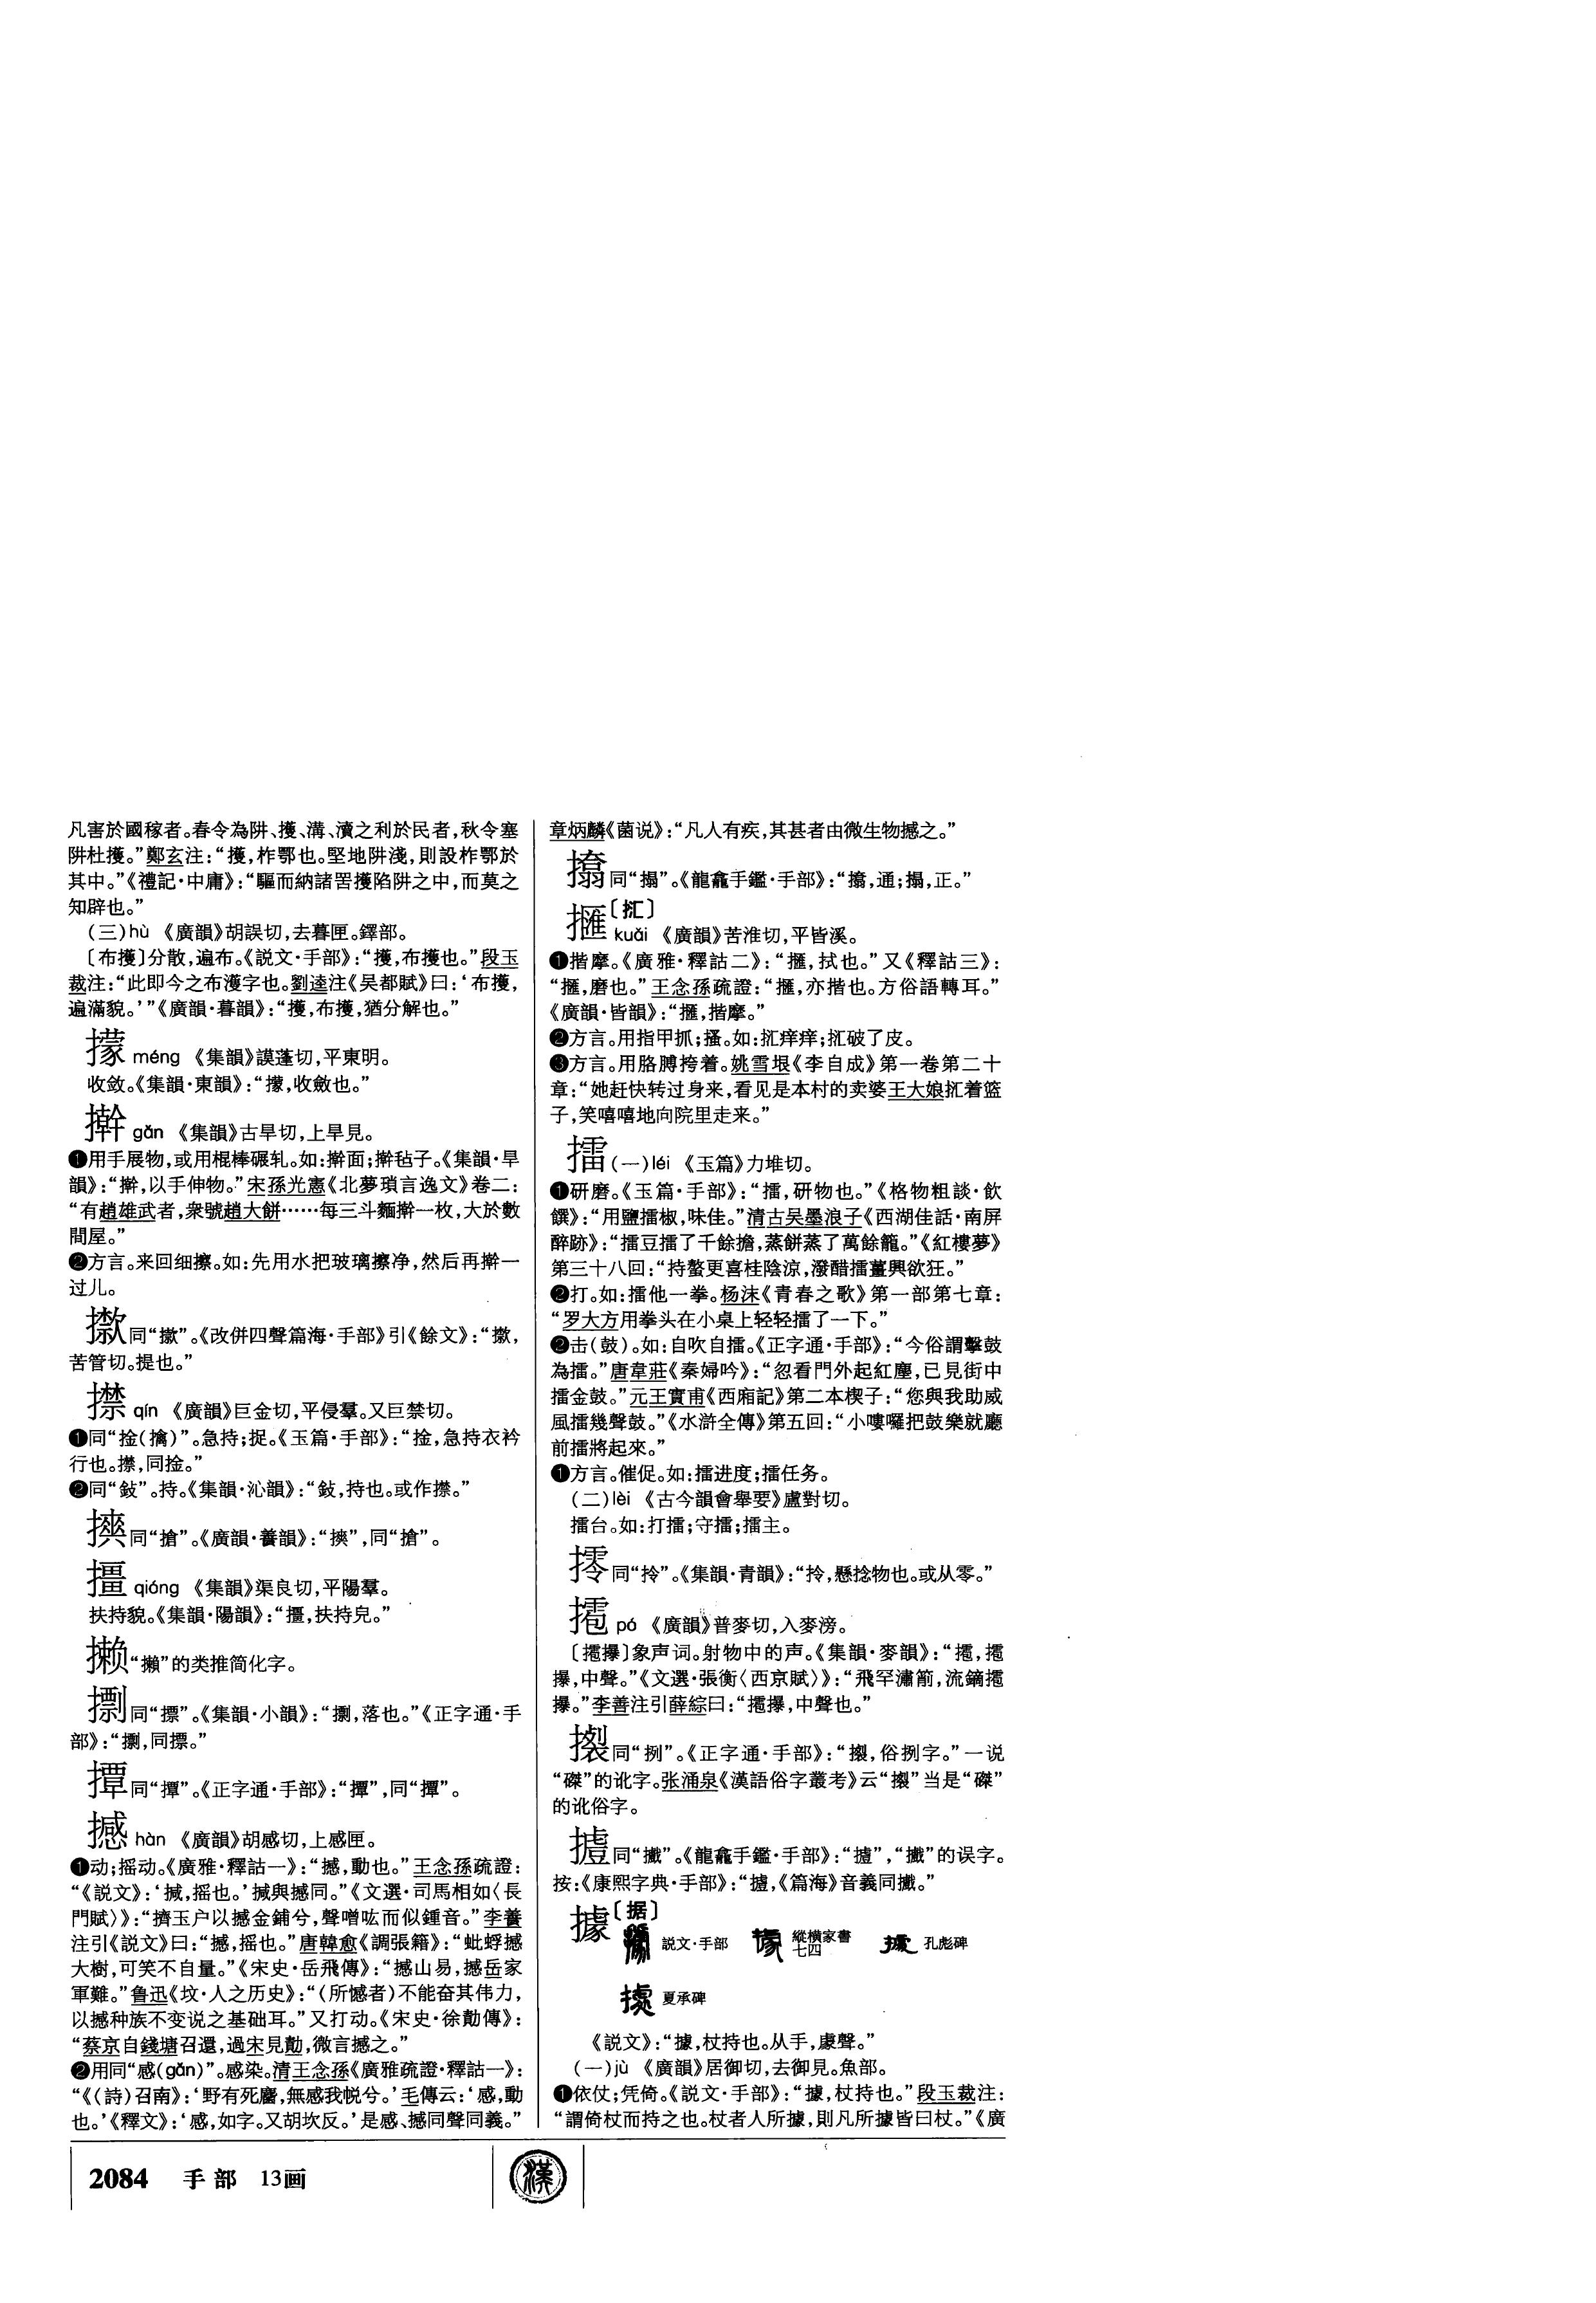 凡害於國稼者。春令為阱、擭、溝、瀆之利於民者,秋令塞
阱杜擭。”鄭玄注:“擭,柞鄂也。堅地阱淺,則設柞鄂於
其中。”《禮記·中庸》:“驅而納諸罟擭陷阱之中,而莫之
知辟也。”
(三)hù 《廣韻》胡誤切,去暮匣。鐸部。
〔布擭〕分散,遍布。《説文·手部》:“擭,布擭也。”段玉
裁注:“此即今之布濩字也。劉逵注《吴都賦》曰:‘布擭,
遍滿貌。’”《廣韻·暮韻》:“擭,布擭,猶分解也。”
㩚 méng 《集韻》謨蓬切,平東明。
收敛。《集韻·東韻》:“,收斂也。”
擀 gǎn 《集韻》古旱切,上旱見。
❶用手展物,或用棍棒碾轧。如:擀面;擀毡子。《集韻·旱
韻》:“擀,以手伸物。”宋孫光憲《北夢瑣言逸文》卷二:
“有趙雄武者,衆號趙大餅……每三斗麵擀一枚,大於數
間屋。”
❷方言。来回细擦。如:先用水把玻璃擦净,然后再擀一
过儿。
同“㯘”。《改併四聲篇海·手部》引《餘文》:“,
苦管切。提也。”
擒 qín 《廣韻》巨金切,平侵羣。又巨禁切。
❶同“捦(擒)”。急持;捉。《玉篇·手部》:“捦,急持衣衿
行也。㩒,同捦。”
❷同“鈙”。持。《集韻·沁韻》:“鈙,持也。或作㩒。”
同“搶”。《廣韻·養韻》:“”,同“搶”。
qióng 《集韻》渠良切,平陽羣。
扶持貌。《集韻·陽韻》:“,扶持皃。”
“攋”的类推简化字。
同“摽”。《集韻·小韻》:“,落也。”《正字通·手
部》:“,同摽。”
同“撢”。《正字通·手部》:“”,同“撢”。
撼 hàn 《廣韻》胡感切,上感匣。
❶动;摇动。《廣雅·釋詁一》:“撼,動也。”王念孫疏證:
“《説文》:‘㨔,摇也。’㨔與撼同。”《文選·司馬相如〈長
門賦〉》:“擠玉户以撼金鋪兮,聲噌吰而似鍾音。”李善
注引《説文》曰:“撼,摇也。”唐韓愈《調張籍》:“蚍蜉撼
大樹,可笑不自量。”《宋史·岳飛傳》:“撼山易,撼岳家
軍難。”鲁迅《坟·人之历史》:“(所憾者)不能奋其伟力,
以撼种族不变说之基础耳。”又打动。《宋史·徐勣傳》:
“蔡京自錢塘召還,過宋見勣,微言撼之。”
❷用同“感(gǎn)”。感染。清王念孫《廣雅疏證·釋詁一》:
“《(詩)召南》:‘野有死麕,無感我帨兮。’毛傳云:‘感,動
也。’《釋文》:‘感,如字。又胡坎反。’是感、撼同聲同義。”
章炳麟《菌说》:“凡人有疾,其甚者由微生物撼之。”
同“搨”。《龍龕手鑑·手部》:“,通;搨,正。”
擓〔㧟〕
kuǎi 《廣韻》苦淮切,平皆溪。
❶揩摩。《廣雅·釋詁二》:“擓,拭也。”又《釋詁三》:
“擓,磨也。”王念孫疏證:“擓,亦揩也。方俗語轉耳。”
《廣韻·皆韻》:“擓,揩摩。”
❷方言。用指甲抓;搔。如:㧟痒痒;㧟破了皮。
❸方言。用胳膊挎着。姚雪垠《李自成》第一卷第二十
章:“她赶快转过身来,看见是本村的卖婆王大娘㧟着篮
子,笑嘻嘻地向院里走来。”
擂 (一)léi 《玉篇》力堆切。
❶研磨。《玉篇·手部》:“擂,研物也。”《格物粗談·飲
饌》:“用鹽擂椒,味佳。”清古吴墨浪子《西湖佳話·南屏
醉跡》:“擂豆擂了千餘擔,蒸餅蒸了萬餘籠。”《紅樓夢》
第三十八回:“持螯更喜桂陰涼,潑醋擂薑興欲狂。”
❷打。如:擂他一拳。杨沫《青春之歌》第一部第七章:
“罗大方用拳头在小桌上轻轻擂了一下。”
❷击(鼓)。如:自吹自擂。《正字通·手部》:“今俗謂擊鼓
為擂。”唐韋莊《秦婦吟》:“忽看門外起紅塵,已見街中
擂金鼓。”元王實甫《西廂記》第二本楔子:“您與我助威
風擂幾聲鼓。”《水滸全傳》第五回:“小嘍囉把鼓樂就廳
前擂將起來。”
❶方言。催促。如:擂进度;擂任务。
(二)lèi 《古今韻會舉要》盧對切。
擂台。如:打擂;守擂;擂主。
同“拎”。《集韻·青韻》:“拎,懸捻物也。或从零。”
㩧 pó 《廣韻》普麥切,入麥滂。
〔㩧〕象声词。射物中的声。《集韻·麥韻》:“,
,中聲。”《文選·張衡〈西京賦〉》:“飛罕潚箾,流鏑
。”李善注引薛綜曰:“,中聲也。”
同“挒”。《正字通·手部》:“,俗挒字。”一说
“磔”的讹字。张涌泉《漢語俗字叢考》云“”当是“磔”
的讹俗字。
同“擮”。《龍龕手鑑·手部》:“”,“”的误字。
按:《康熙字典·手部》:“,《篇海》音義同。”
據〔据〕
説文·手部
縱横家書
七四
孔彪碑
夏承碑
《説文》:“據,杖持也。从手,豦聲。”
(一)jù 《廣韻》居御切,去御見。魚部。
❶依仗;凭倚。《説文·手部》:“據,杖持也。”段玉裁注:
“謂倚杖而持之也。杖者人所據,則凡所據皆曰杖。”《廣
2084 手部 13画
漢